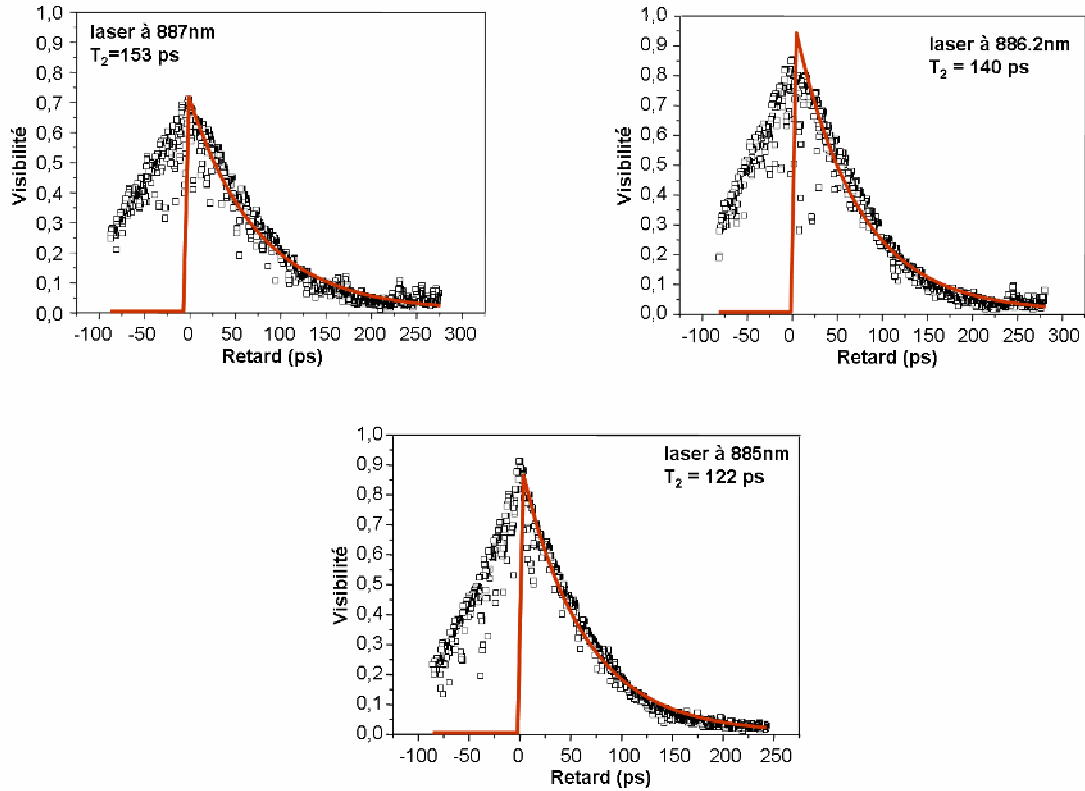 1,0
0,9
0,8
0,7
0,6
0,5
0,4
0,3
0,2
0,1
0,0
Visibilité
laser à 887nm
T2=153 ps
-100 -50 0 50 100 150 200 250 300
Retard (ps)
1,0
0,9
0,8
0,7
0,6
0,5
0,4
0,3
0,2
0,1
0,0
Visibilité
laser à 886.2nm
T2 = 140 ps
-100 -50 0 50 100 150 200 250 300
Retard (ps)
1,0
0,9
0,8
0,7
0,6
0,5
0,4
0,3
0,2
0,1
0,0
Visibilité
laser à 885nm
T2 = 122 ps
-100 -50 0 50 100 150 200 250
Retard (ps)